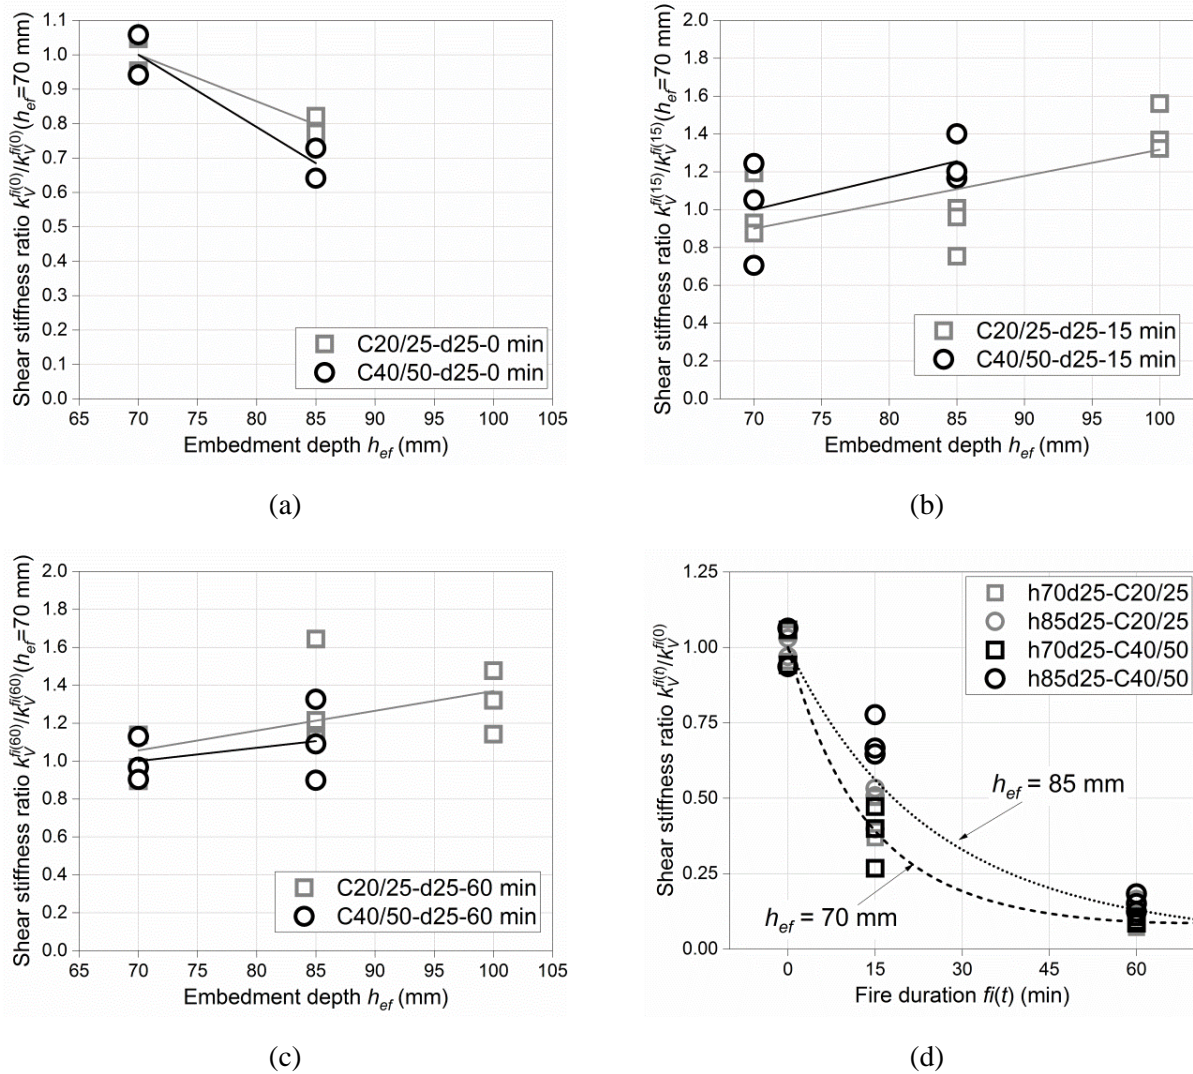 Shear stiffness ratio k_V^fi(0)/k_V^fi(0)(h_ef=70 mm)
1.1
1.0
0.9
0.8
0.7
0.6
0.5
0.4
0.3
0.2
0.1
0.0
C20/25-d25-0 min
C40/50-d25-0 min
65 70 75 80 85 90 95 100 105
Embedment depth h_ef (mm)
(a)
Shear stiffness ratio k_V^fi(15)/k_V^fi(15)(h_ef=70 mm)
2.0
1.8
1.6
1.4
1.2
1.0
0.8
0.6
0.4
0.2
0.0
C20/25-d25-15 min
C40/50-d25-15 min
70 75 80 85 90 95 100
Embedment depth h_ef (mm)
(b)
Shear stiffness ratio k_V^fi(60)/k_V^fi(60)(h_ef=70 mm)
2.0
1.8
1.6
1.4
1.2
1.0
0.8
0.6
0.4
0.2
0.0
C20/25-d25-60 min
C40/50-d25-60 min
65 70 75 80 85 90 95 100 105
Embedment depth h_ef (mm)
(c)
Shear stiffness ratio k_V^fi(t)/k_V^fi(0)
1.25
1.00
0.75
0.50
0.25
0.00
h70d25-C20/25
h85d25-C20/25
h70d25-C40/50
h85d25-C40/50
h_ef = 85 mm
h_ef = 70 mm
0 15 30 45 60
Fire duration fi(t) (min)
(d)